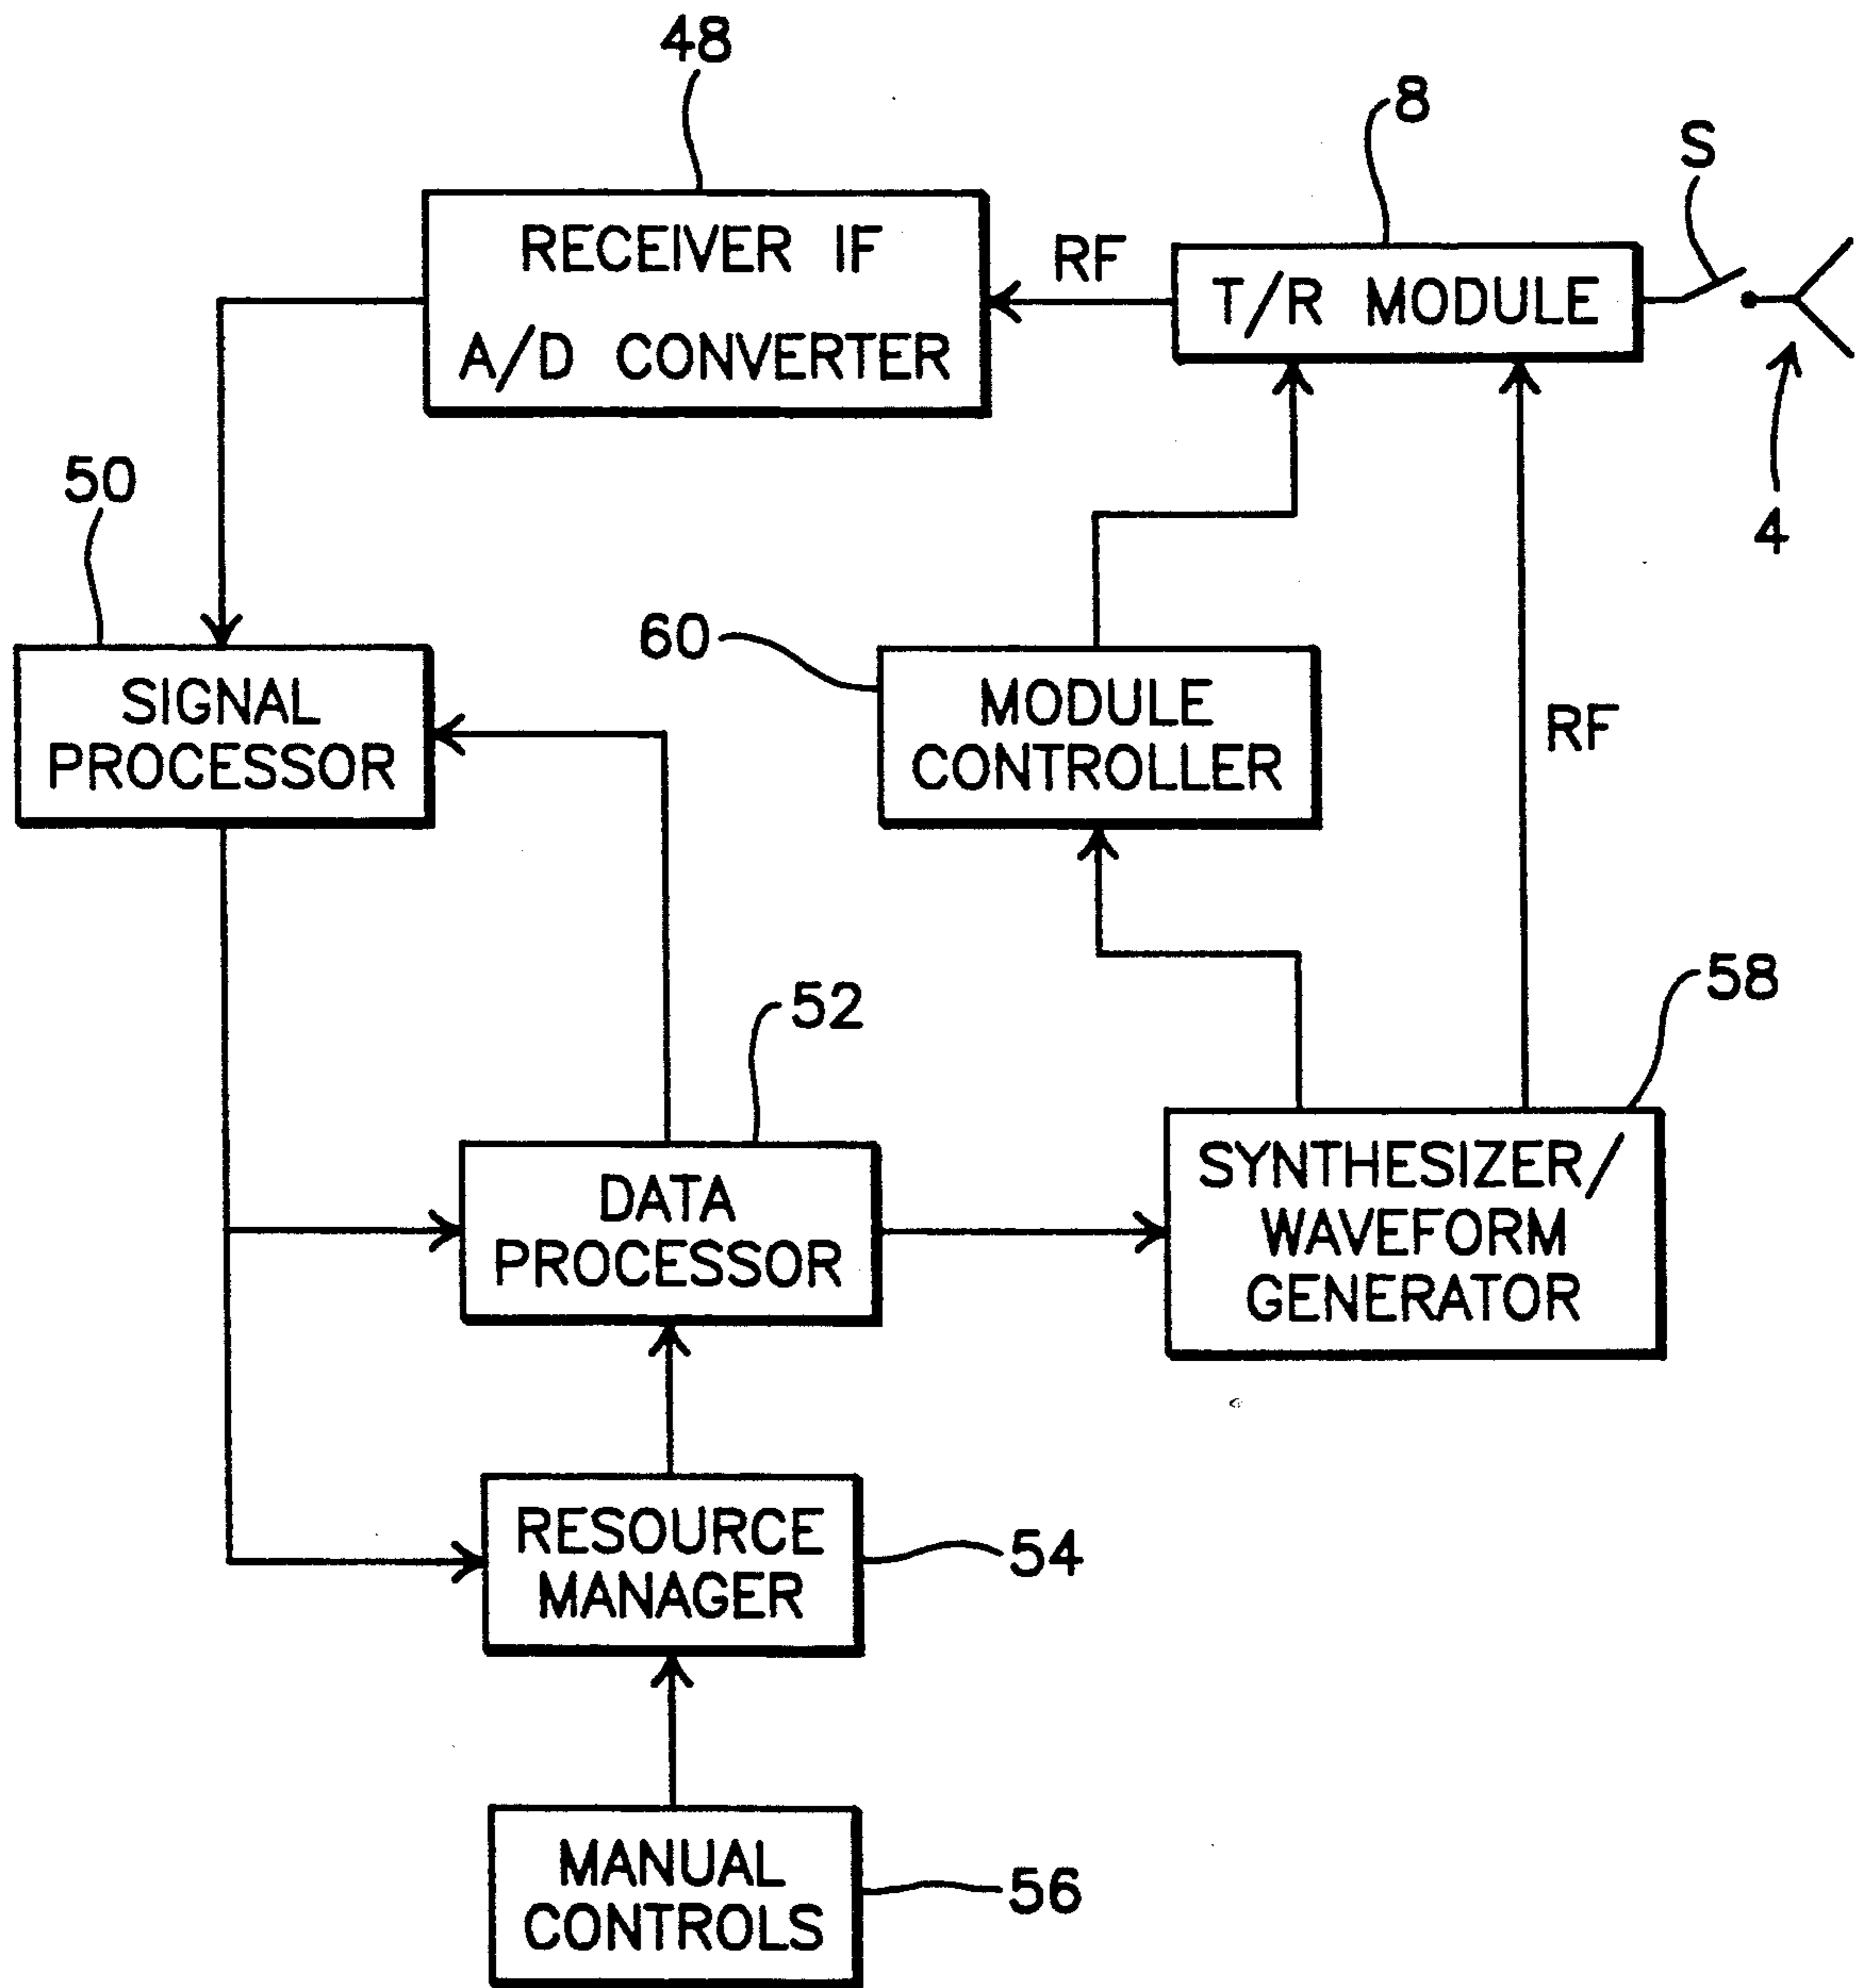 48
8
S
RECEIVER IF
A/D CONVERTER
RF
T/R MODULE
4
50
60
SIGNAL
PROCESSOR
MODULE
CONTROLLER
RF
52
58
DATA
PROCESSOR
SYNTHESIZER/
WAVEFORM
GENERATOR
RESOURCE
MANAGER
54
MANUAL
CONTROLS
56